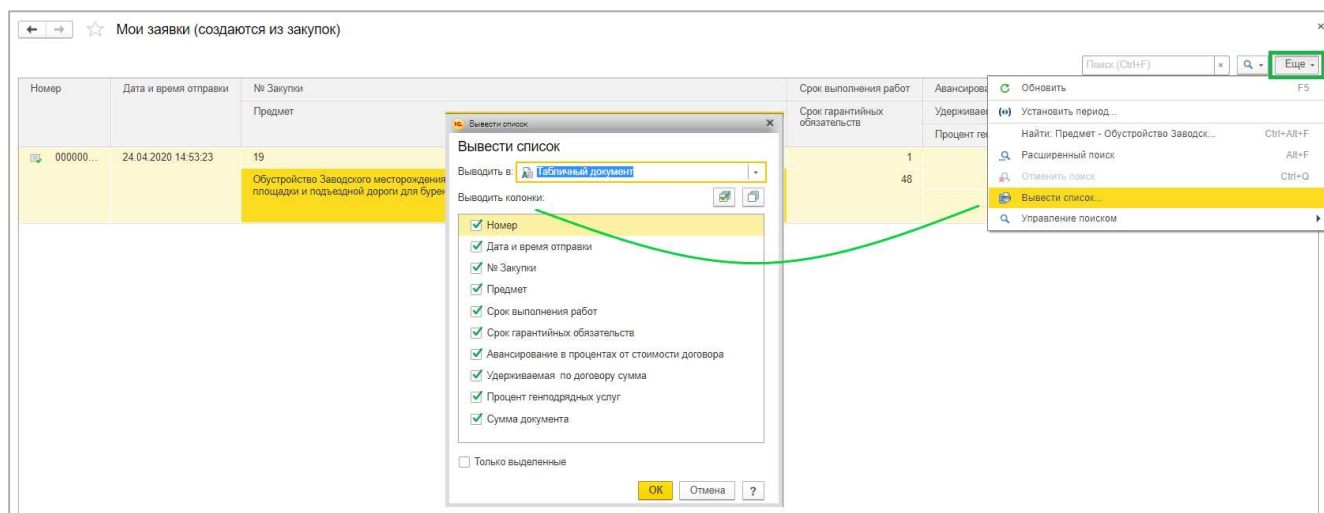 Мои заявки (создаются из закупок)
×
Поиск (Ctrl+F)
×
Еще
Номер
Дата и время отправки
№ Закупки
Срок выполнения работ
Предмет
Срок гарантийных
обязательств
Процент
000000...
24.04.2020 14:53:23
19
1
Обустройство Заводского месторождения
48
площадки и подъездной дороги для
Вывести список
×
Вывести список
Выводить в:
Табличный документ
Выводить колонки:
Номер
Дата и время отправки
№ Закупки
Предмет
Срок выполнения работ
Срок гарантийных обязательств
Авансирование в процентах от стоимости договора
Удерживаемая по договору сумма
Процент генподрядных услуг
Сумма документа
Только выделенные
ОК
Отмена
?
Обновить F5
Установить период...
Найти: Предмет - Обустройство Заводск... Ctrl+Alt+F
Расширенный поиск Alt+F
Отменить поиск Ctrl+Q
Вывести список...
Управление поиском